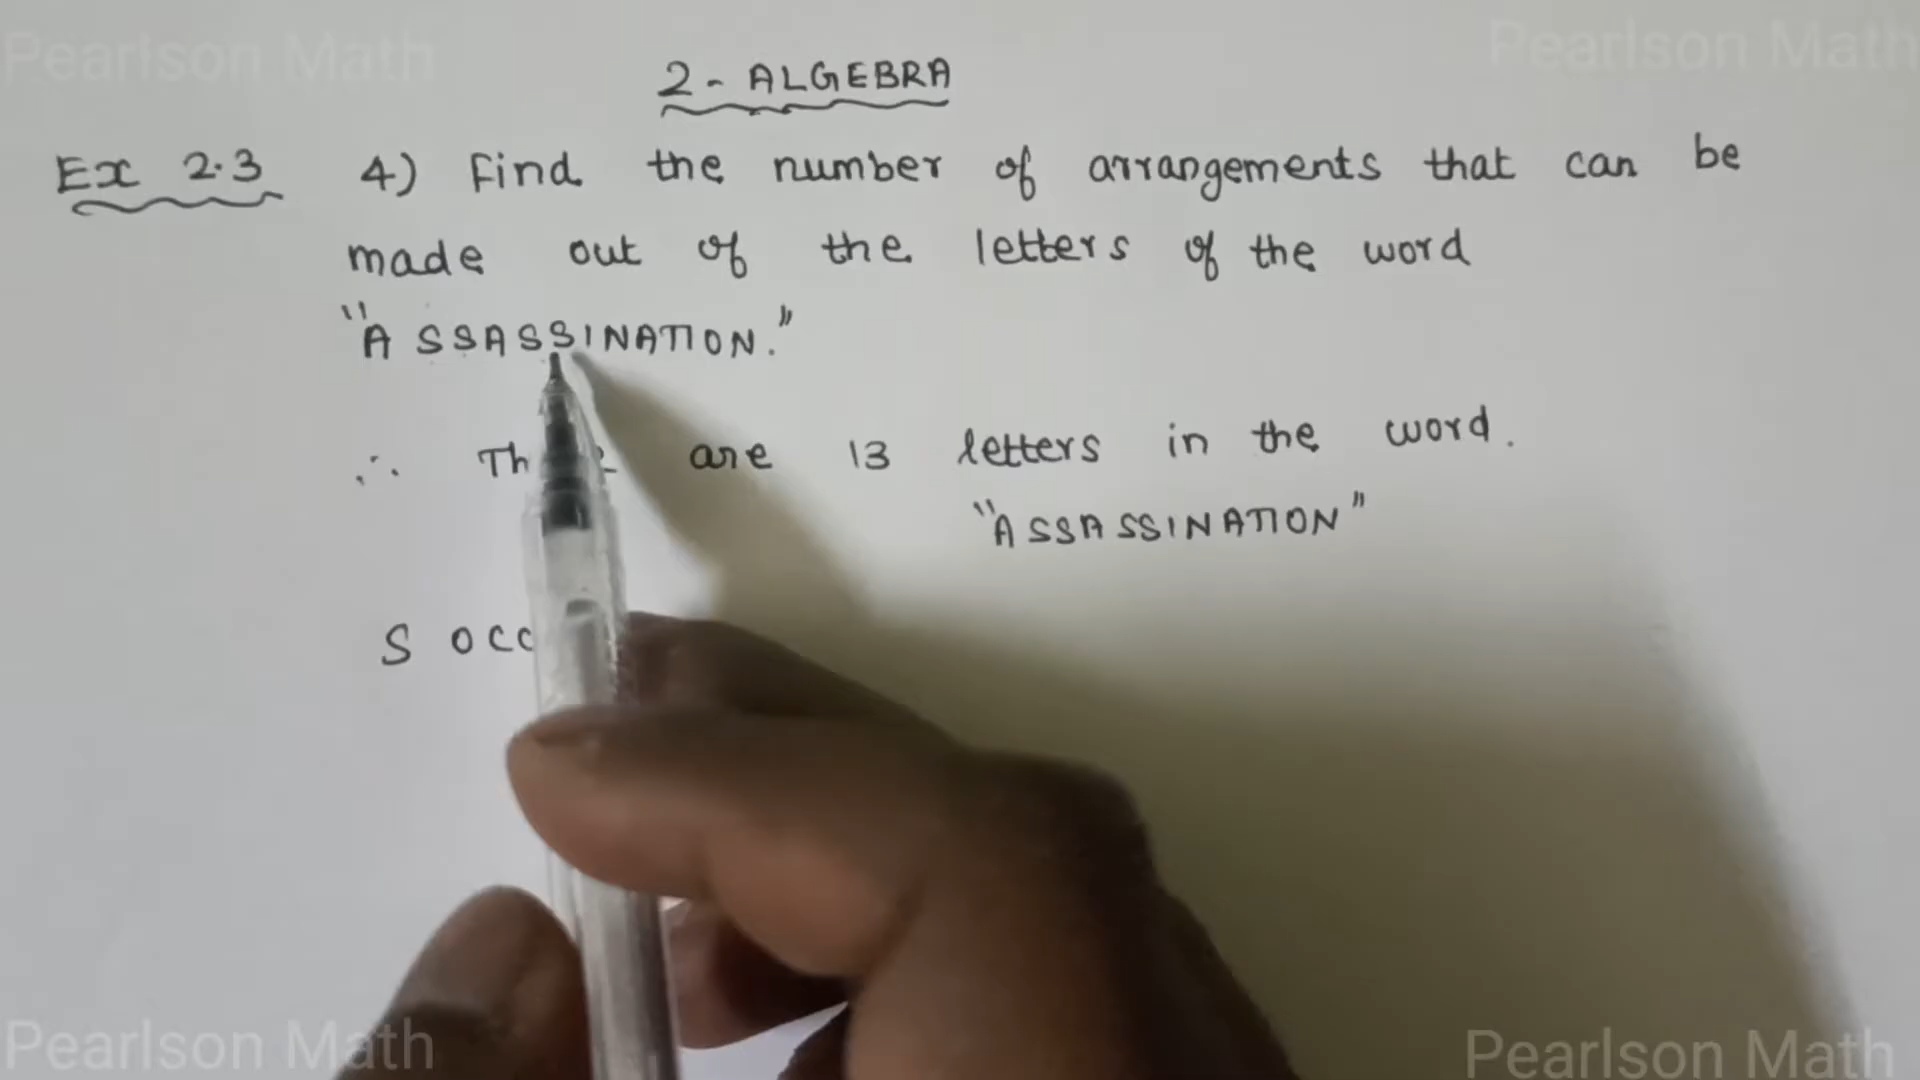 Pearlson Math
Pearlson Math
2 - ALGEBRA
Ex 2.3 4) Find the number of arrangements that can be
made out of the letters of the word
"ASSASSINATION."
∴ are 13 letters in the word.
"ASSASSINATION"
S
Pearlson Math
Pearlson Math